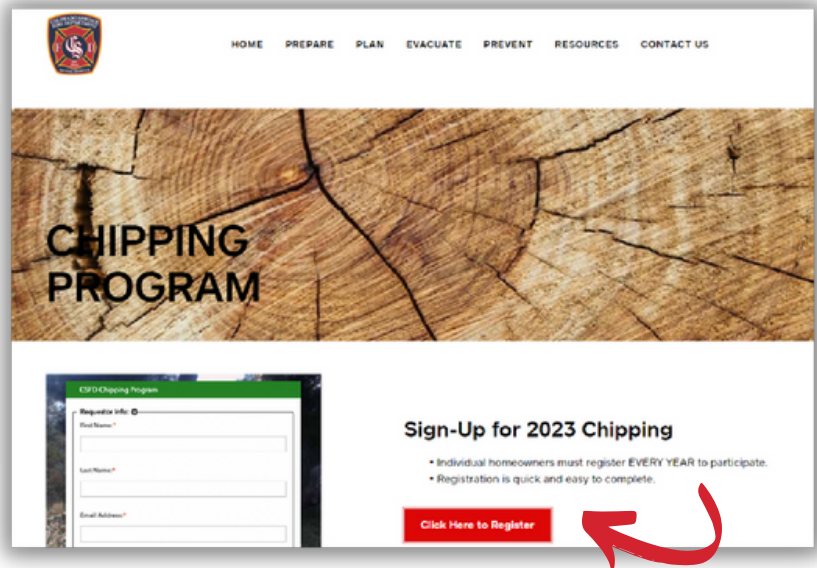 HOME PREPARE PLAN EVACUATE PREVENT RESOURCES CONTACT US
CHIPPING
PROGRAM
CSFD Chipping Program
Requestor info:
First Name:*
Last Name:*
Email Address:*
Sign-Up for 2023 Chipping
• Individual homeowners must register EVERY YEAR to participate.
• Registration is quick and easy to complete.
Click Here to Register